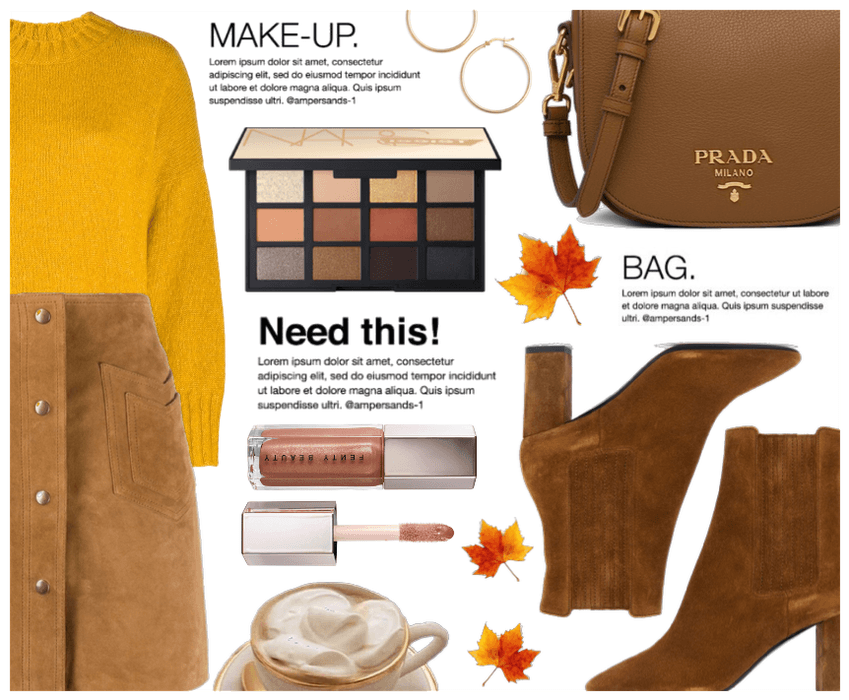 MAKE-UP.
Lorem ipsum dolor sit amet, consectetur
adipiscing elit, sed do eiusmod tempor incididunt
ut labore et dolore magna aliqua. Quis ipsum
suspendisse ultri. @ampersands-1
NARS
PRADA
MILANO
BAG.
Lorem ipsum dolor sit amet, consectetur ut labore
et dolore magna aliqua. Quis ipsum suspendisse
ultri. @ampersands-1
Need this!
Lorem ipsum dolor sit amet, consectetur
adipiscing elit, sed do eiusmod tempor incididunt
ut labore et dolore magna aliqua. Quis ipsum
suspendisse ultri. @ampersands-1
FENTY BEAUTY